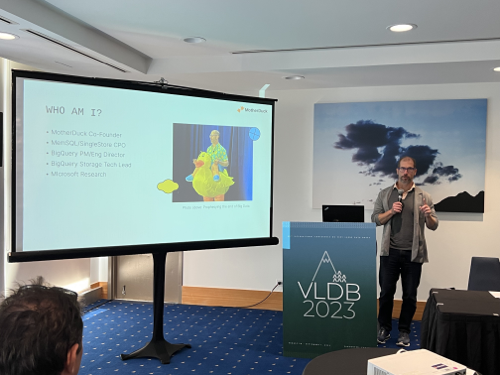 WHO AM I?
MotherDuck
• MotherDuck Co-Founder
• MemSQL/SingleStore CPO
• BigQuery PM/Eng Director
• BigQuery Storage Tech Lead
• Microsoft Research
VLDB
2023